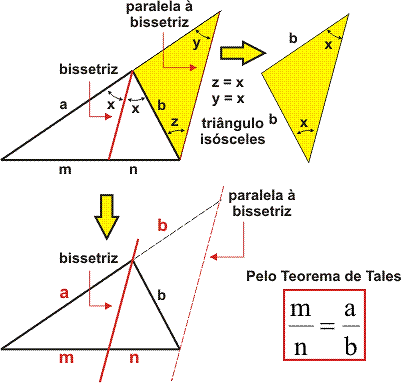 paralela à
bissetriz
bissetriz
y
a
x
x
b
z
m
n
z = x
y = x
triângulo
isósceles
b
x
b
x
paralela à
bissetriz
bissetriz
b
a
b
m
n
Pelo Teorema de Tales
m/n = a/b